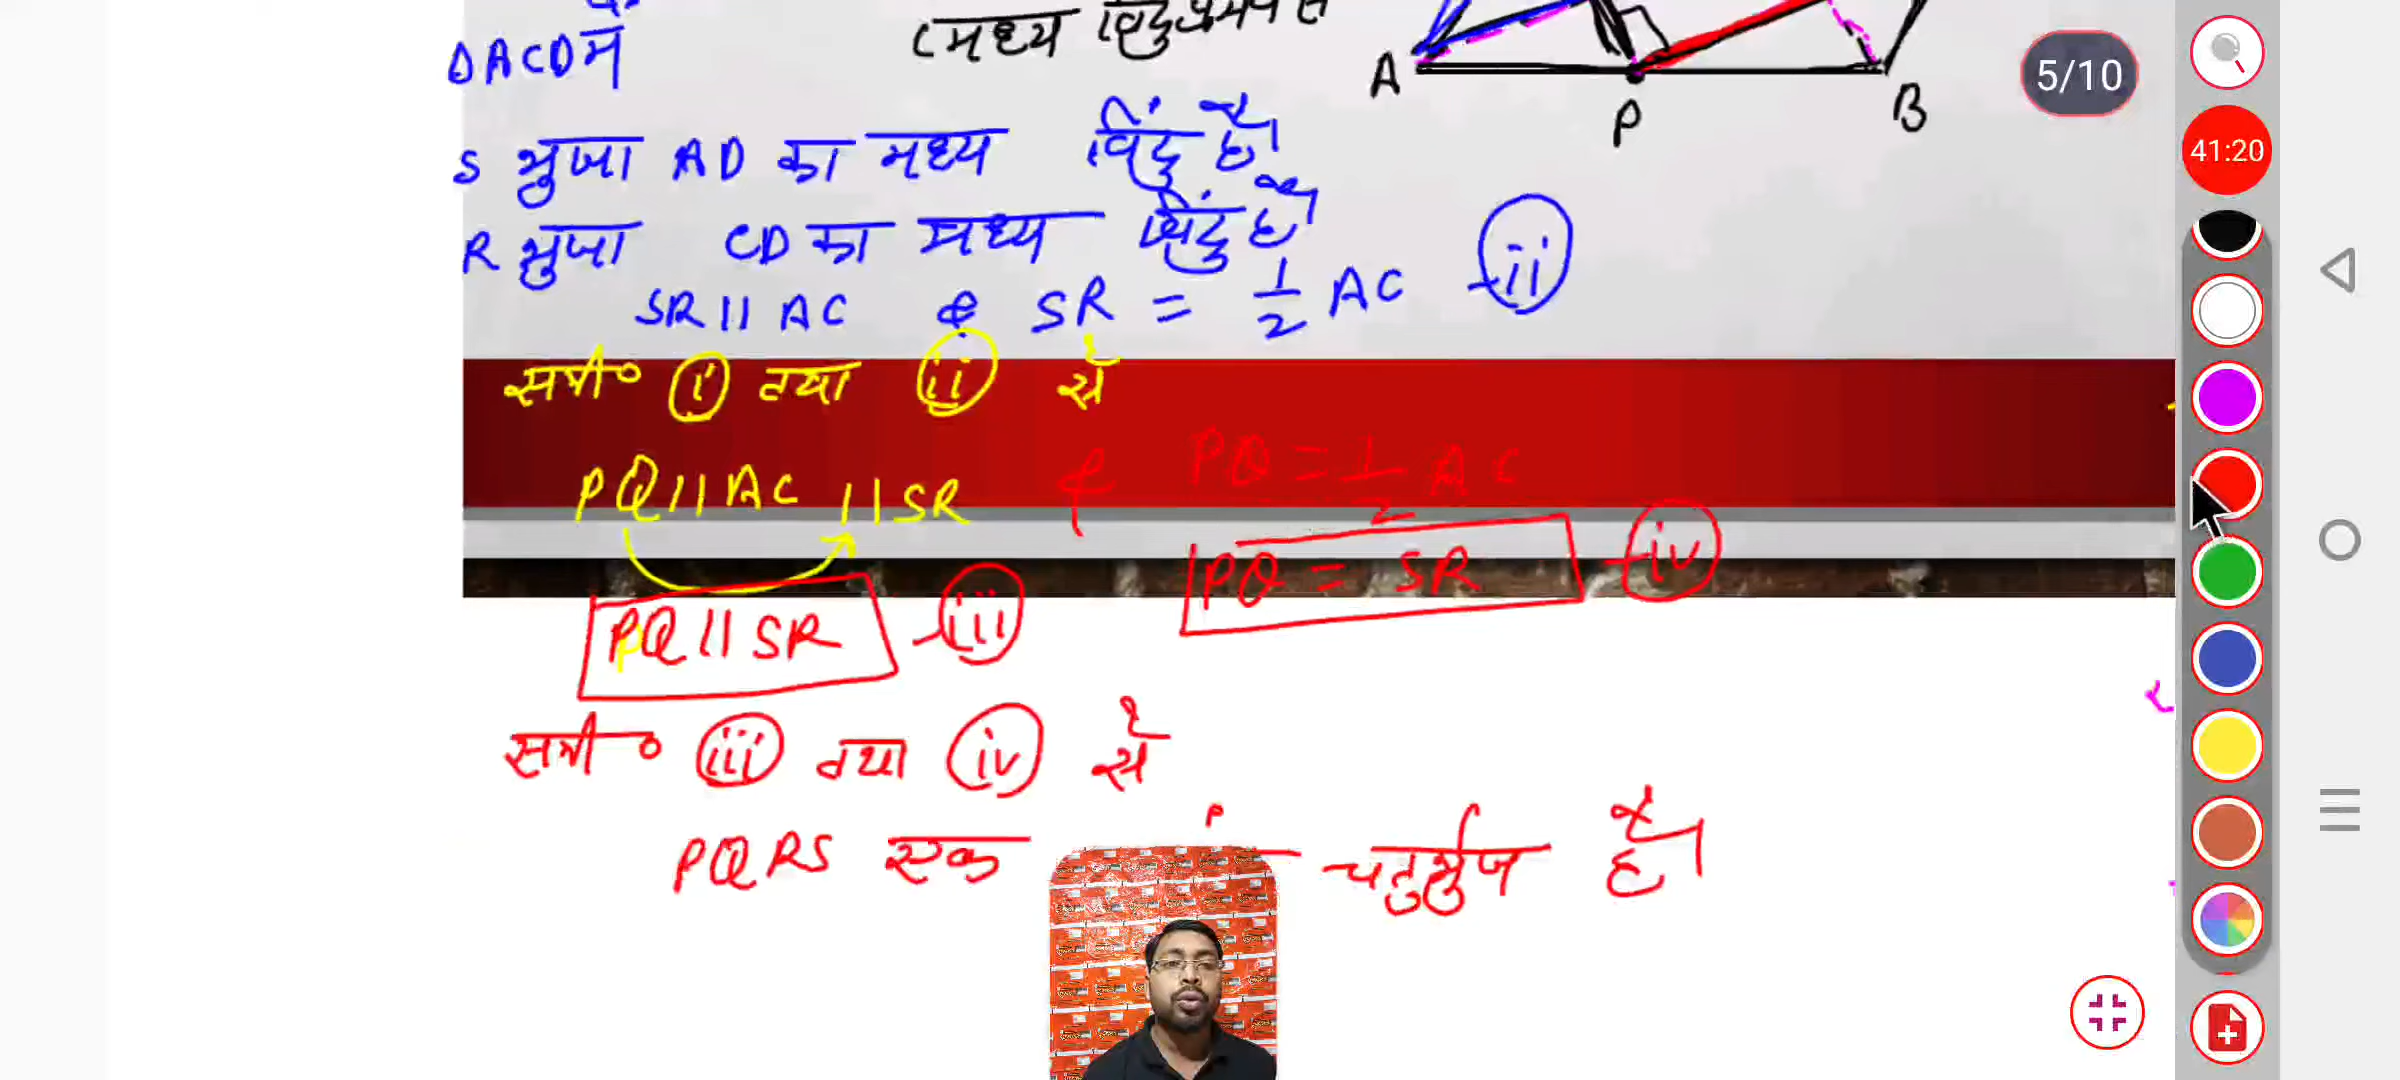 (मध्य बिंदु प्रमेय से
ΔACD में
A
P
B
5/10
41:20
S भुजा AD का मध्य बिंदु है।
R भुजा CD का मध्य बिंदु है।
SR || AC & SR = 1/2 AC -(ii)
समी० (i) तथा (ii) से
PQ || AC || SR & PQ = 1/2 AC
PQ = SR -(iv)
PQ || SR -(iii)
समी० (iii) तथा (iv) से
PQRS एक चतुर्भुज है।